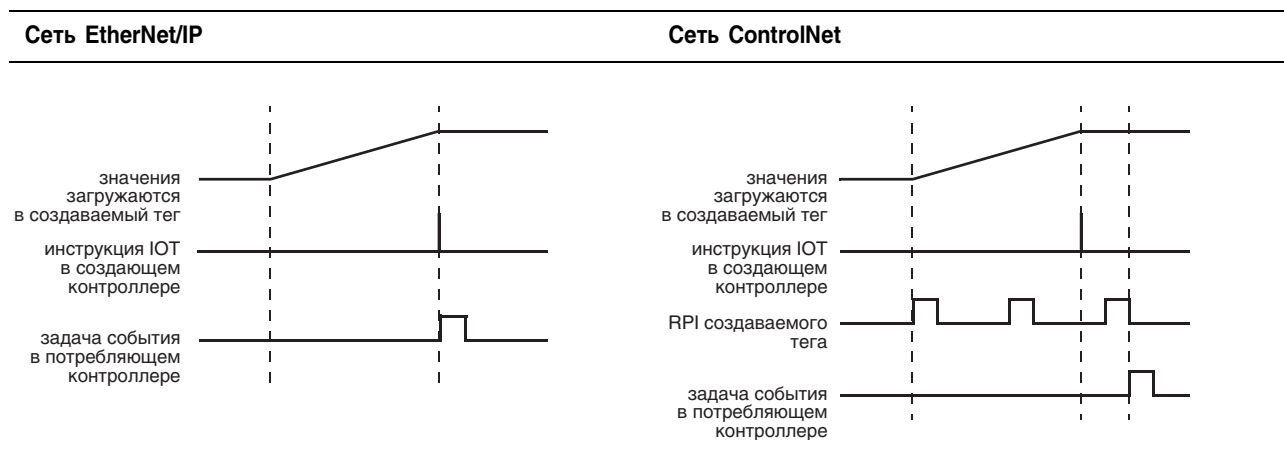 Сеть EtherNet/IP
Сеть ControlNet
значения
загружаются
в создаваемый тег
инструкция IOT
в создающем
контроллере
задача события
в потребляющем
контроллере
значения
загружаются
в создаваемый тег
инструкция IOT
в создающем
контроллере
RPI создаваемого
тега
задача события
в потребляющем
контроллере